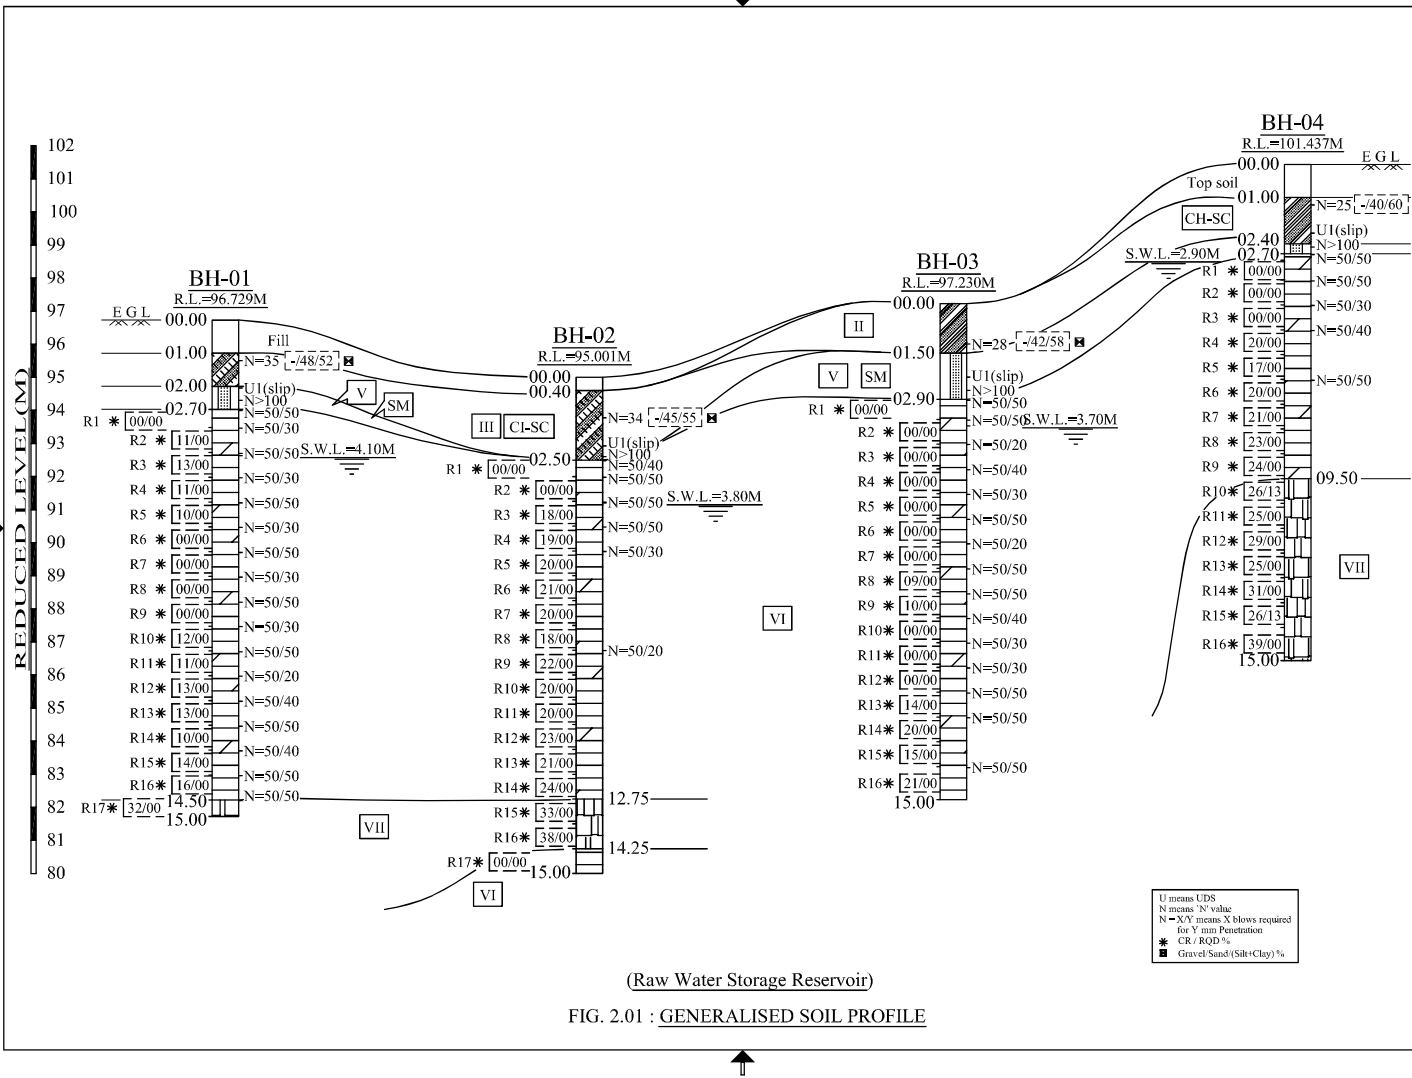 REDUCED LEVEL(M)
102
101
100
99
98
97
96
95
94
93
92
91
90
89
88
87
86
85
84
83
82
81
80
BH-01
R.L.=96.729M
E G L
00.00
Fill
01.00
N=35 -/48/52
02.00
U1(slip)
N>100
02.70
N=50/50
R1 00/00
N=50/30
R2 11/00
N=50/50
S.W.L.=4.10M
R3 13/00
N=50/30
R4 11/00
N=50/50
R5 10/00
N=50/30
R6 00/00
N=50/50
R7 00/00
N=50/30
R8 00/00
N=50/50
R9 00/00
N=50/30
R10 12/00
N=50/50
R11 11/00
N=50/20
R12 13/00
N=50/40
R13 13/00
N=50/50
R14 10/00
N=50/40
R15 14/00
N=50/50
R16 16/00
N=50/50
14.50
R17 32/00
15.00
V
SM
VII
BH-02
R.L.=95.001M
00.00
00.40
N=34 -/45/55
III CI-SC
U1(slip)
N>100
02.50
N=50/40
R1 00/00
N=50/50
R2 00/00
N=50/50
S.W.L.=3.80M
R3 18/00
N=50/50
R4 19/00
N=50/30
R5 20/00
R6 21/00
R7 20/00
R8 18/00
N=50/20
R9 22/00
R10 20/00
R11 20/00
R12 23/00
R13 21/00
R14 24/00
12.75
R15 33/00
R16 38/00
14.25
R17 00/00
15.00
VI
VI
BH-03
R.L.=97.230M
00.00
II
N=28 -/42/58
01.50
V SM
U1(slip)
N>100
02.90
N=50/50
R1 00/00
N=50/50
S.W.L.=3.70M
R2 00/00
N=50/20
R3 00/00
N=50/40
R4 00/00
N=50/30
R5 00/00
N=50/50
R6 00/00
N=50/20
R7 00/00
N=50/50
R8 09/00
N=50/50
R9 10/00
N=50/40
R10 00/00
N=50/30
R11 00/00
N=50/30
R12 00/00
N=50/50
R13 14/00
N=50/50
R14 20/00
R15 15/00
N=50/50
R16 21/00
15.00
BH-04
R.L.=101.437M
E G L
00.00
Top soil
01.00
N=25 -/40/60
CH-SC
U1(slip)
02.40
N>100
02.70
S.W.L.=2.90M
N=50/50
R1 00/00
N=50/50
R2 00/00
N=50/30
R3 00/00
N=50/40
R4 20/00
R5 17/00
N=50/50
R6 20/00
R7 21/00
R8 23/00
R9 24/00
09.50
R10 26/13
R11 25/00
R12 29/00
R13 25/00
VII
R14 31/00
R15 26/13
R16 39/00
15.00
U means UDS
N means 'N' value
N = X/Y means X blows required
for Y mm Penetration
CR / RQD %
Gravel/Sand/(Silt+Clay) %
(Raw Water Storage Reservoir)
FIG. 2.01 : GENERALISED SOIL PROFILE